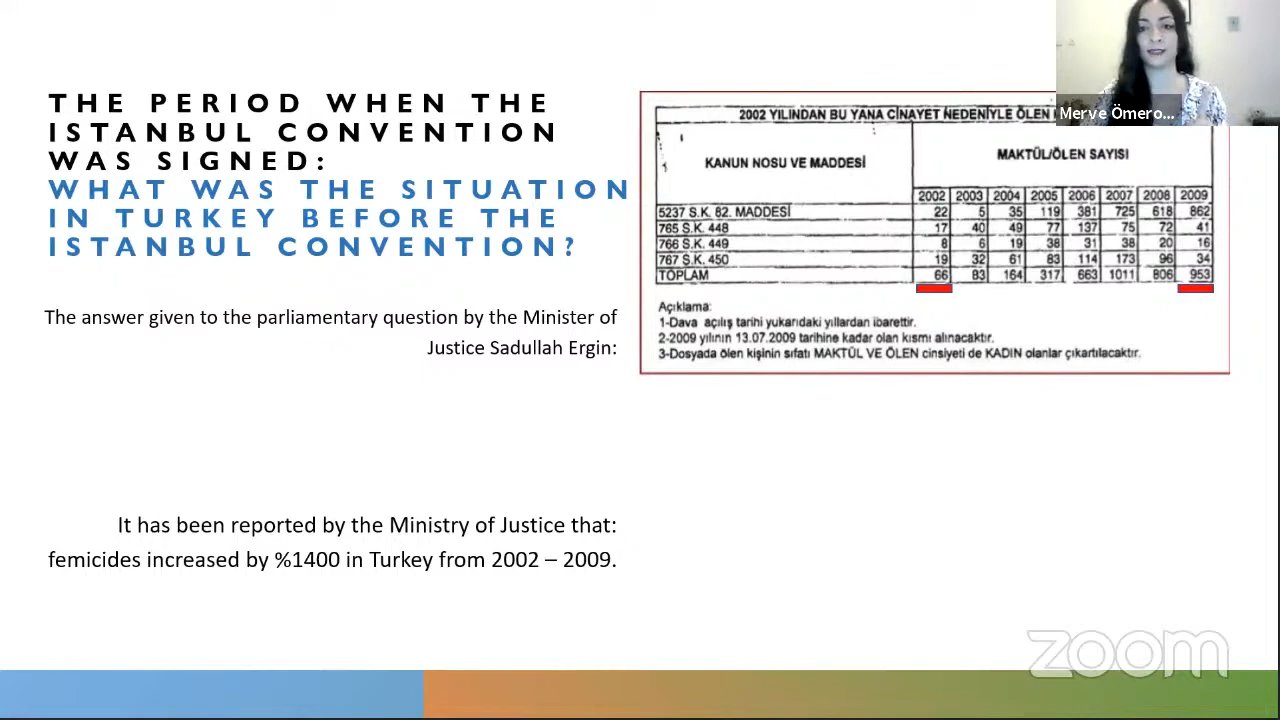 THE PERIOD WHEN THE
ISTANBUL CONVENTION
WAS SIGNED:
WHAT WAS THE SITUATION
IN TURKEY BEFORE THE
ISTANBUL CONVENTION?
The answer given to the parliamentary question by the Minister of
Justice Sadullah Ergin:
It has been reported by the Ministry of Justice that:
femicides increased by %1400 in Turkey from 2002 – 2009.
2002 YILINDAN BU YANA CİNAYET NEDENİYLE ÖLEN
KANUN NOSU VE MADDESİ
MAKTÜL/ÖLEN SAYISI
2002 2003 2004 2005 2006 2007 2008 2009
5237 S.K. 82. MADDESİ 22 5 35 119 381 725 618 862
765 S.K. 448 17 40 49 77 137 75 72 41
766 S.K. 449 8 6 19 38 31 38 20 16
767 S.K. 450 19 32 61 83 114 173 96 34
TOPLAM 66 83 164 317 663 1011 806 953
Açıklama:
1-Dava açılış tarihi yukarıdaki yıllardan ibarettir.
2-2009 yılının 13.07.2009 tarihine kadar olan kısmı alınacaktır.
3-Dosyada ölen kişinin sıfatı MAKTÜL VE ÖLEN cinsiyeti de KADIN olanlar çıkartılacaktır.
Merve Ömero...
zoom